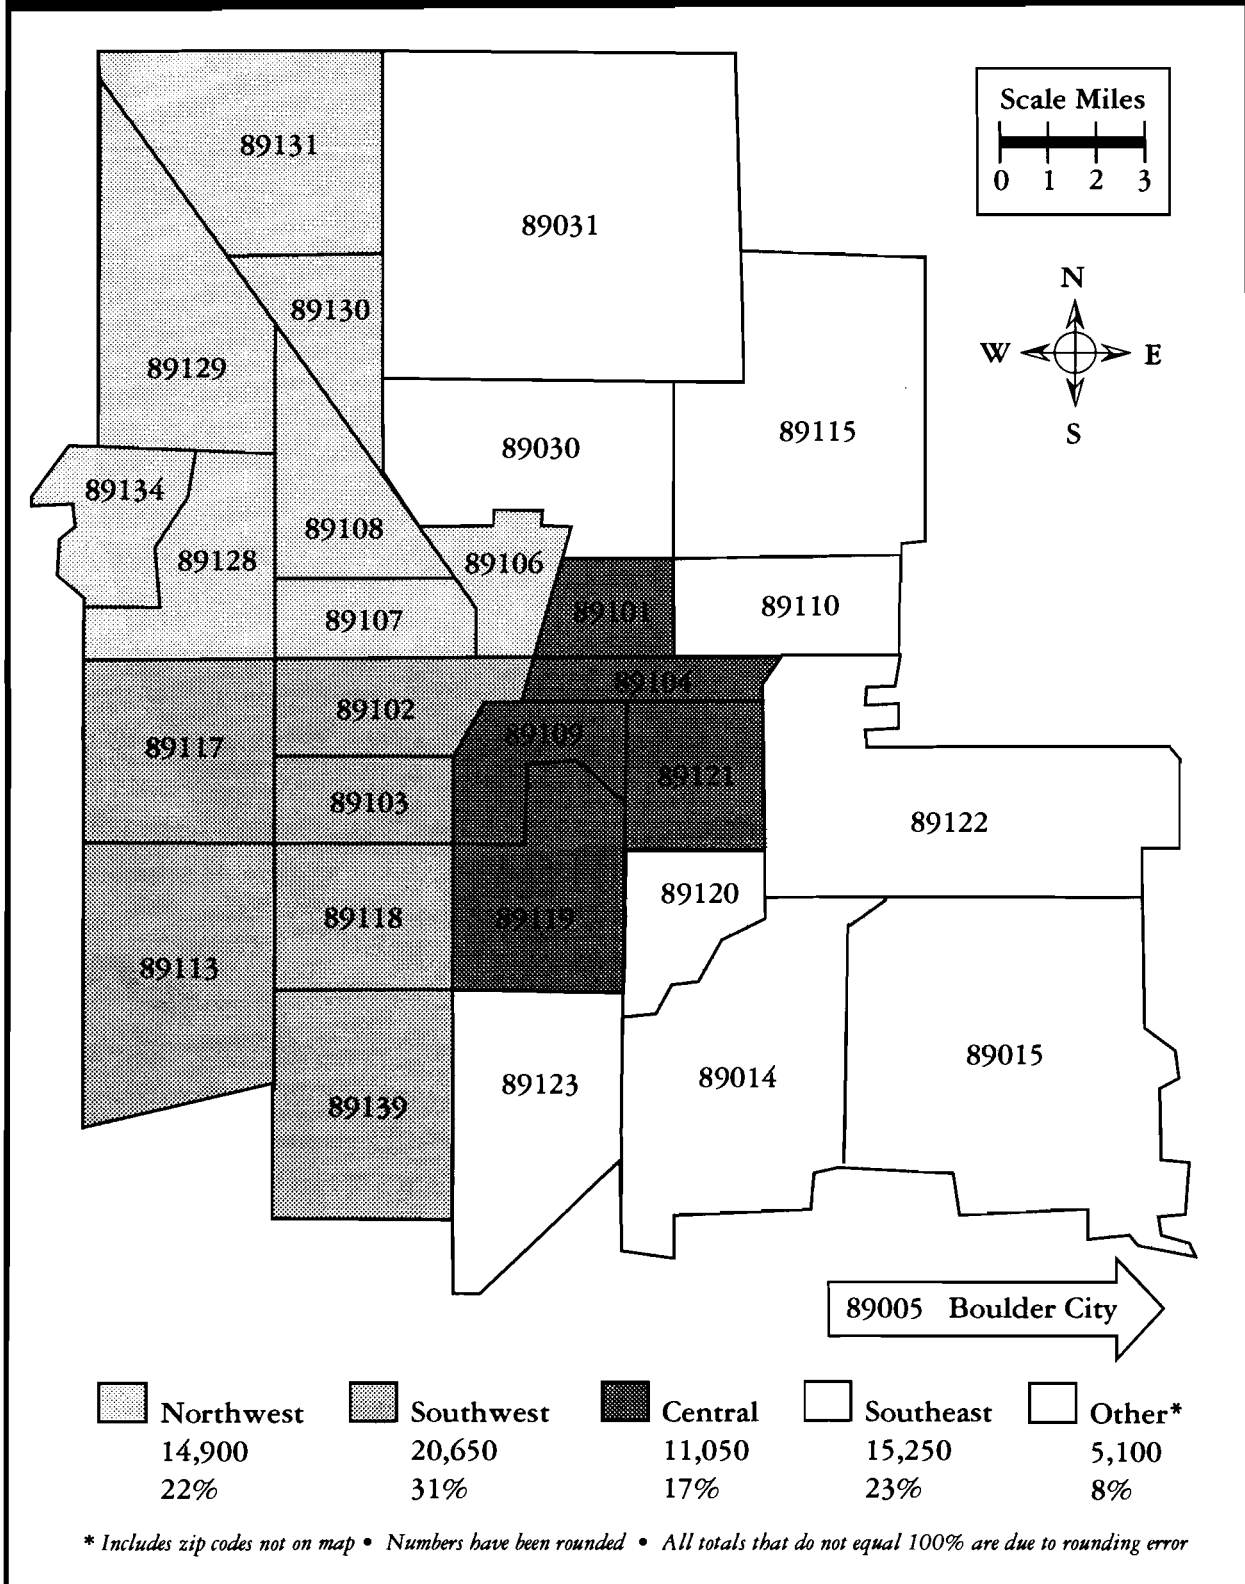 Scale Miles
0 1 2 3
N
W E
S
89131
89031
89130
89129
89115
89030
89134
89108
89128
89106
89101
89110
89107
89104
89102
89109
89117
89121
89103
89122
89120
89118
89119
89113
89015
89014
89123
89139
89005 Boulder City
Northwest Southwest Central Southeast Other*
14,900 20,650 11,050 15,250 5,100
22% 31% 17% 23% 8%
* Includes zip codes not on map • Numbers have been rounded • All totals that do not equal 100% are due to rounding error